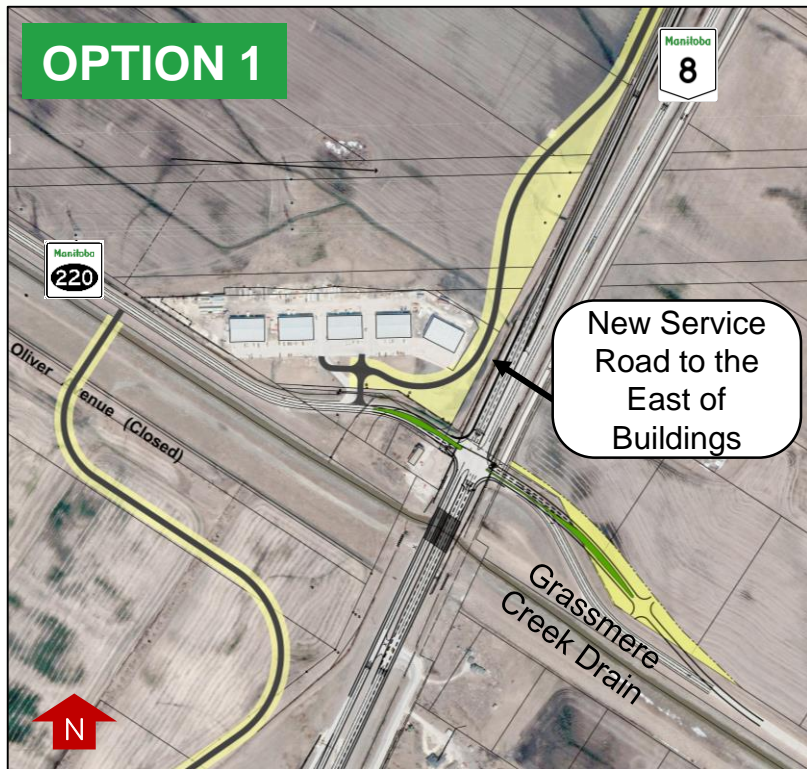 OPTION 1
Manitoba
8
Manitoba
220
Oliver Avenue (Closed)
New Service
Road to the
East of
Buildings
Grassmere
Creek Drain
N